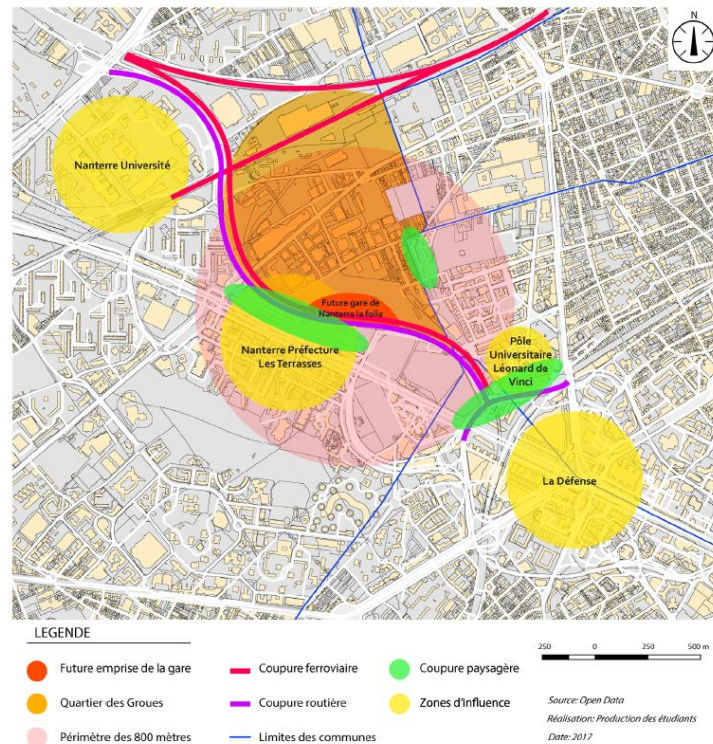 N
Nanterre Université
Future gare de
Nanterre la folie
Nanterre Préfecture
Les Terrasses
Pôle
Universitaire
Léonard de
Vinci
La Défense
LEGENDE
Future emprise de la gare
Quartier des Groues
Périmètre des 800 mètres
Coupure ferroviaire
Coupure routière
Limites des communes
Coupure paysagère
Zones d'influence
250 0 250 500 m
Source: Open Data
Réalisation: Production des étudiants
Date: 2017